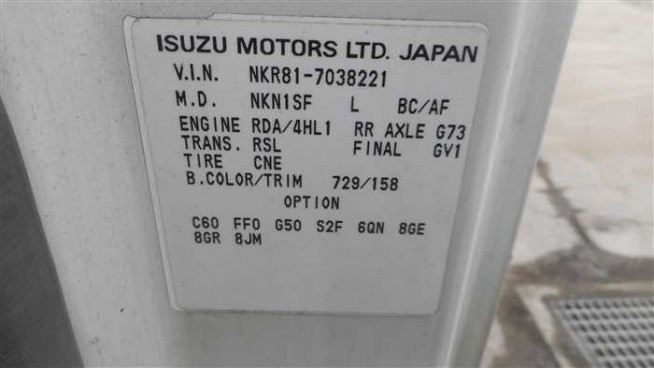 ISUZU MOTORS LTD. JAPAN
V.I.N. NKR81-7038221
M.D. NKN1SF L BC/AF
ENGINE RDA/4HL1 RR AXLE G73
TRANS. RSL FINAL GV1
TIRE CNE
B.COLOR/TRIM 729/158
OPTION
C60 FF0 G50 S2F 6QN 8GE
8GR 8JM